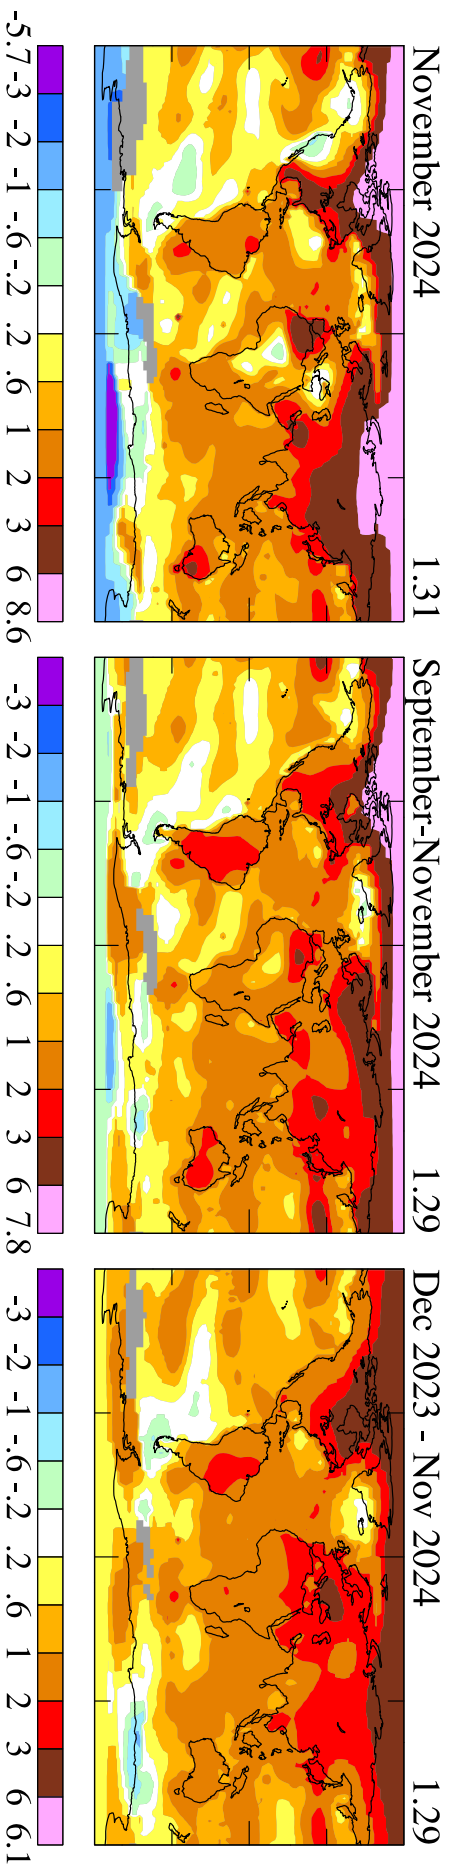 November 2024 1.31
-5.7 -3 -2 -1 -.6 -.2 .2 .6 1 2 3 6 8.6
September-November 2024 1.29
-3 -2 -1 -.6 -.2 .2 .6 1 2 3 6 7.8
Dec 2023 - Nov 2024 1.29
-3 -2 -1 -.6 -.2 .2 .6 1 2 3 6 6.1